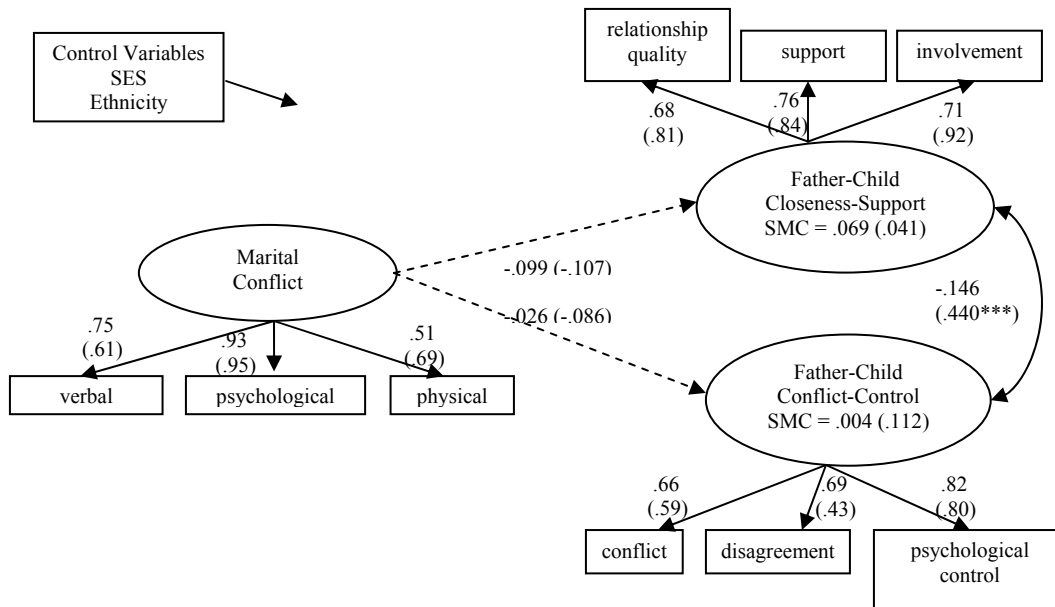 Control Variables
SES
Ethnicity
relationship
quality
support
involvement
.68
(.81)
.76
(.84)
.71
(.92)
Father-Child
Closeness-Support
SMC = .069 (.041)
Marital
Conflict
-.099 (-.107)
-.026 (-.086)
-.146
(.440***)
.75
(.61)
.93
(.95)
.51
(.69)
verbal
psychological
physical
Father-Child
Conflict-Control
SMC = .004 (.112)
.66
(.59)
.69
(.43)
.82
(.80)
conflict
disagreement
psychological
control